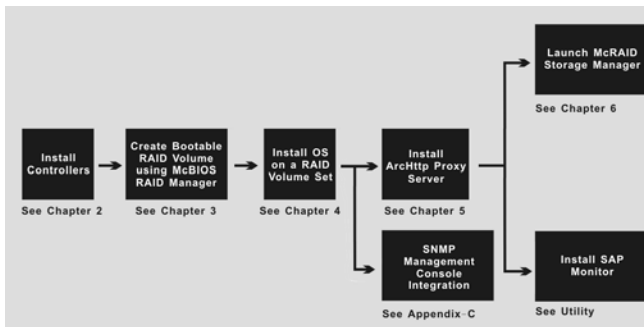 Launch McRAID
Storage Manager
See Chapter 6
Install
Controllers
See Chapter 2
Create Bootable
RAID Volume
using McBIOS
RAID Manager
See Chapter 3
Install OS
on a RAID
Volume Set
See Chapter 4
Install
ArcHttp Proxy
Server
See Chapter 5
SNMP
Management
Console
Integration
See Appendix-C
Install SAP
Monitor
See Utility